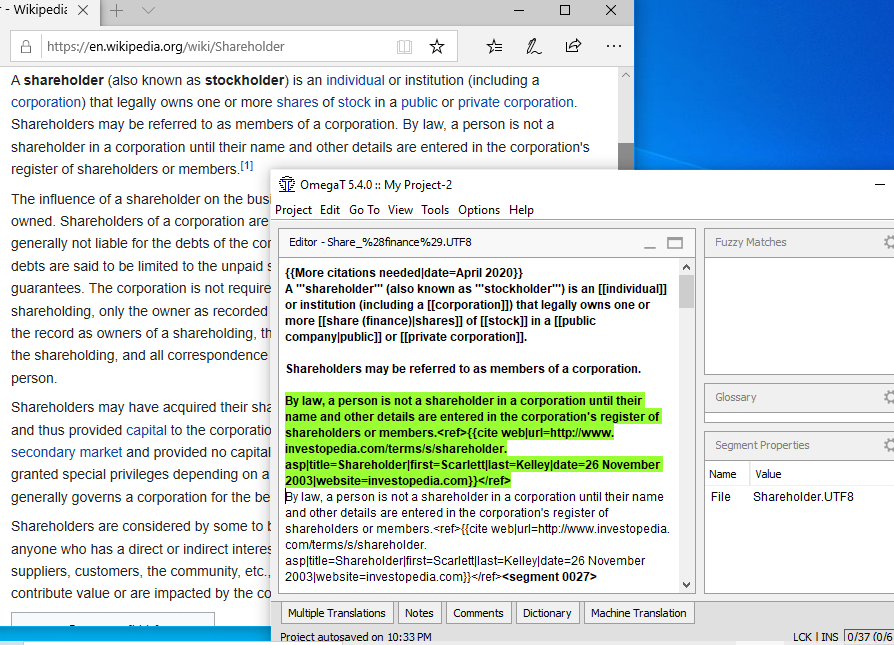 r - Wikipedia
https://en.wikipedia.org/wiki/Shareholder
A shareholder (also known as stockholder) is an individual or institution (including a
corporation) that legally owns one or more shares of stock in a public or private corporation.
Shareholders may be referred to as members of a corporation. By law, a person is not a
shareholder in a corporation until their name and other details are entered in the corporation's
register of shareholders or members.[1]
The influence of a shareholder on the busi
owned. Shareholders of a corporation are
generally not liable for the debts of the cor
debts are said to be limited to the unpaid s
guarantees. The corporation is not require
shareholding, only the owner as recorded
the record as owners of a shareholding, th
the shareholding, and all correspondence
person.
Shareholders may have acquired their sha
and thus provided capital to the corporatio
secondary market and provided no capital
granted special privileges depending on a
generally governs a corporation for the be
Shareholders are considered by some to b
anyone who has a direct or indirect interes
suppliers, customers, the community, etc.,
contribute value or are impacted by the co
OmegaT 5.4.0 :: My Project-2
Project Edit Go To View Tools Options Help
Editor - Share_%28finance%29.UTF8
{{More citations needed|date=April 2020}}
A '''shareholder''' (also known as '''stockholder''') is an [[individual]]
or institution (including a [[corporation]]) that legally owns one or
more [[share (finance)|shares]] of [[stock]] in a [[public
company|public]] or [[private corporation]].
Shareholders may be referred to as members of a corporation.
By law, a person is not a shareholder in a corporation until their
name and other details are entered in the corporation's register of
shareholders or members.<ref>{{cite web|url=http://www.
investopedia.com/terms/s/shareholder.
asp|title=Shareholder|first=Scarlett|last=Kelley|date=26 November
2003|website=investopedia.com}}</ref>
By law, a person is not a shareholder in a corporation until their name
and other details are entered in the corporation's register of
shareholders or members.<ref>{{cite web|url=http://www.investopedia.
com/terms/s/shareholder.
asp|title=Shareholder|first=Scarlett|last=Kelley|date=26 November
2003|website=investopedia.com}}</ref><segment 0027>
Fuzzy Matches
Glossary
Segment Properties
Name Value
File Shareholder.UTF8
Multiple Translations Notes Comments Dictionary Machine Translation
Project autosaved on 10:33 PM
LCK | INS 0/37 (0/6